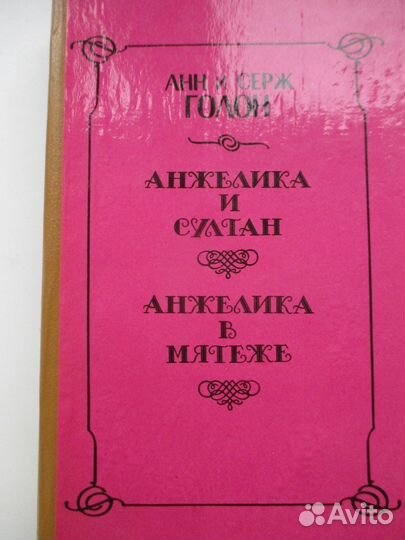 АНН И СЕРЖ
ГОЛОН
АНЖЕЛИКА
И
СУЛТАН
АНЖЕЛИКА
В
МЯТЕЖЕ
Avito